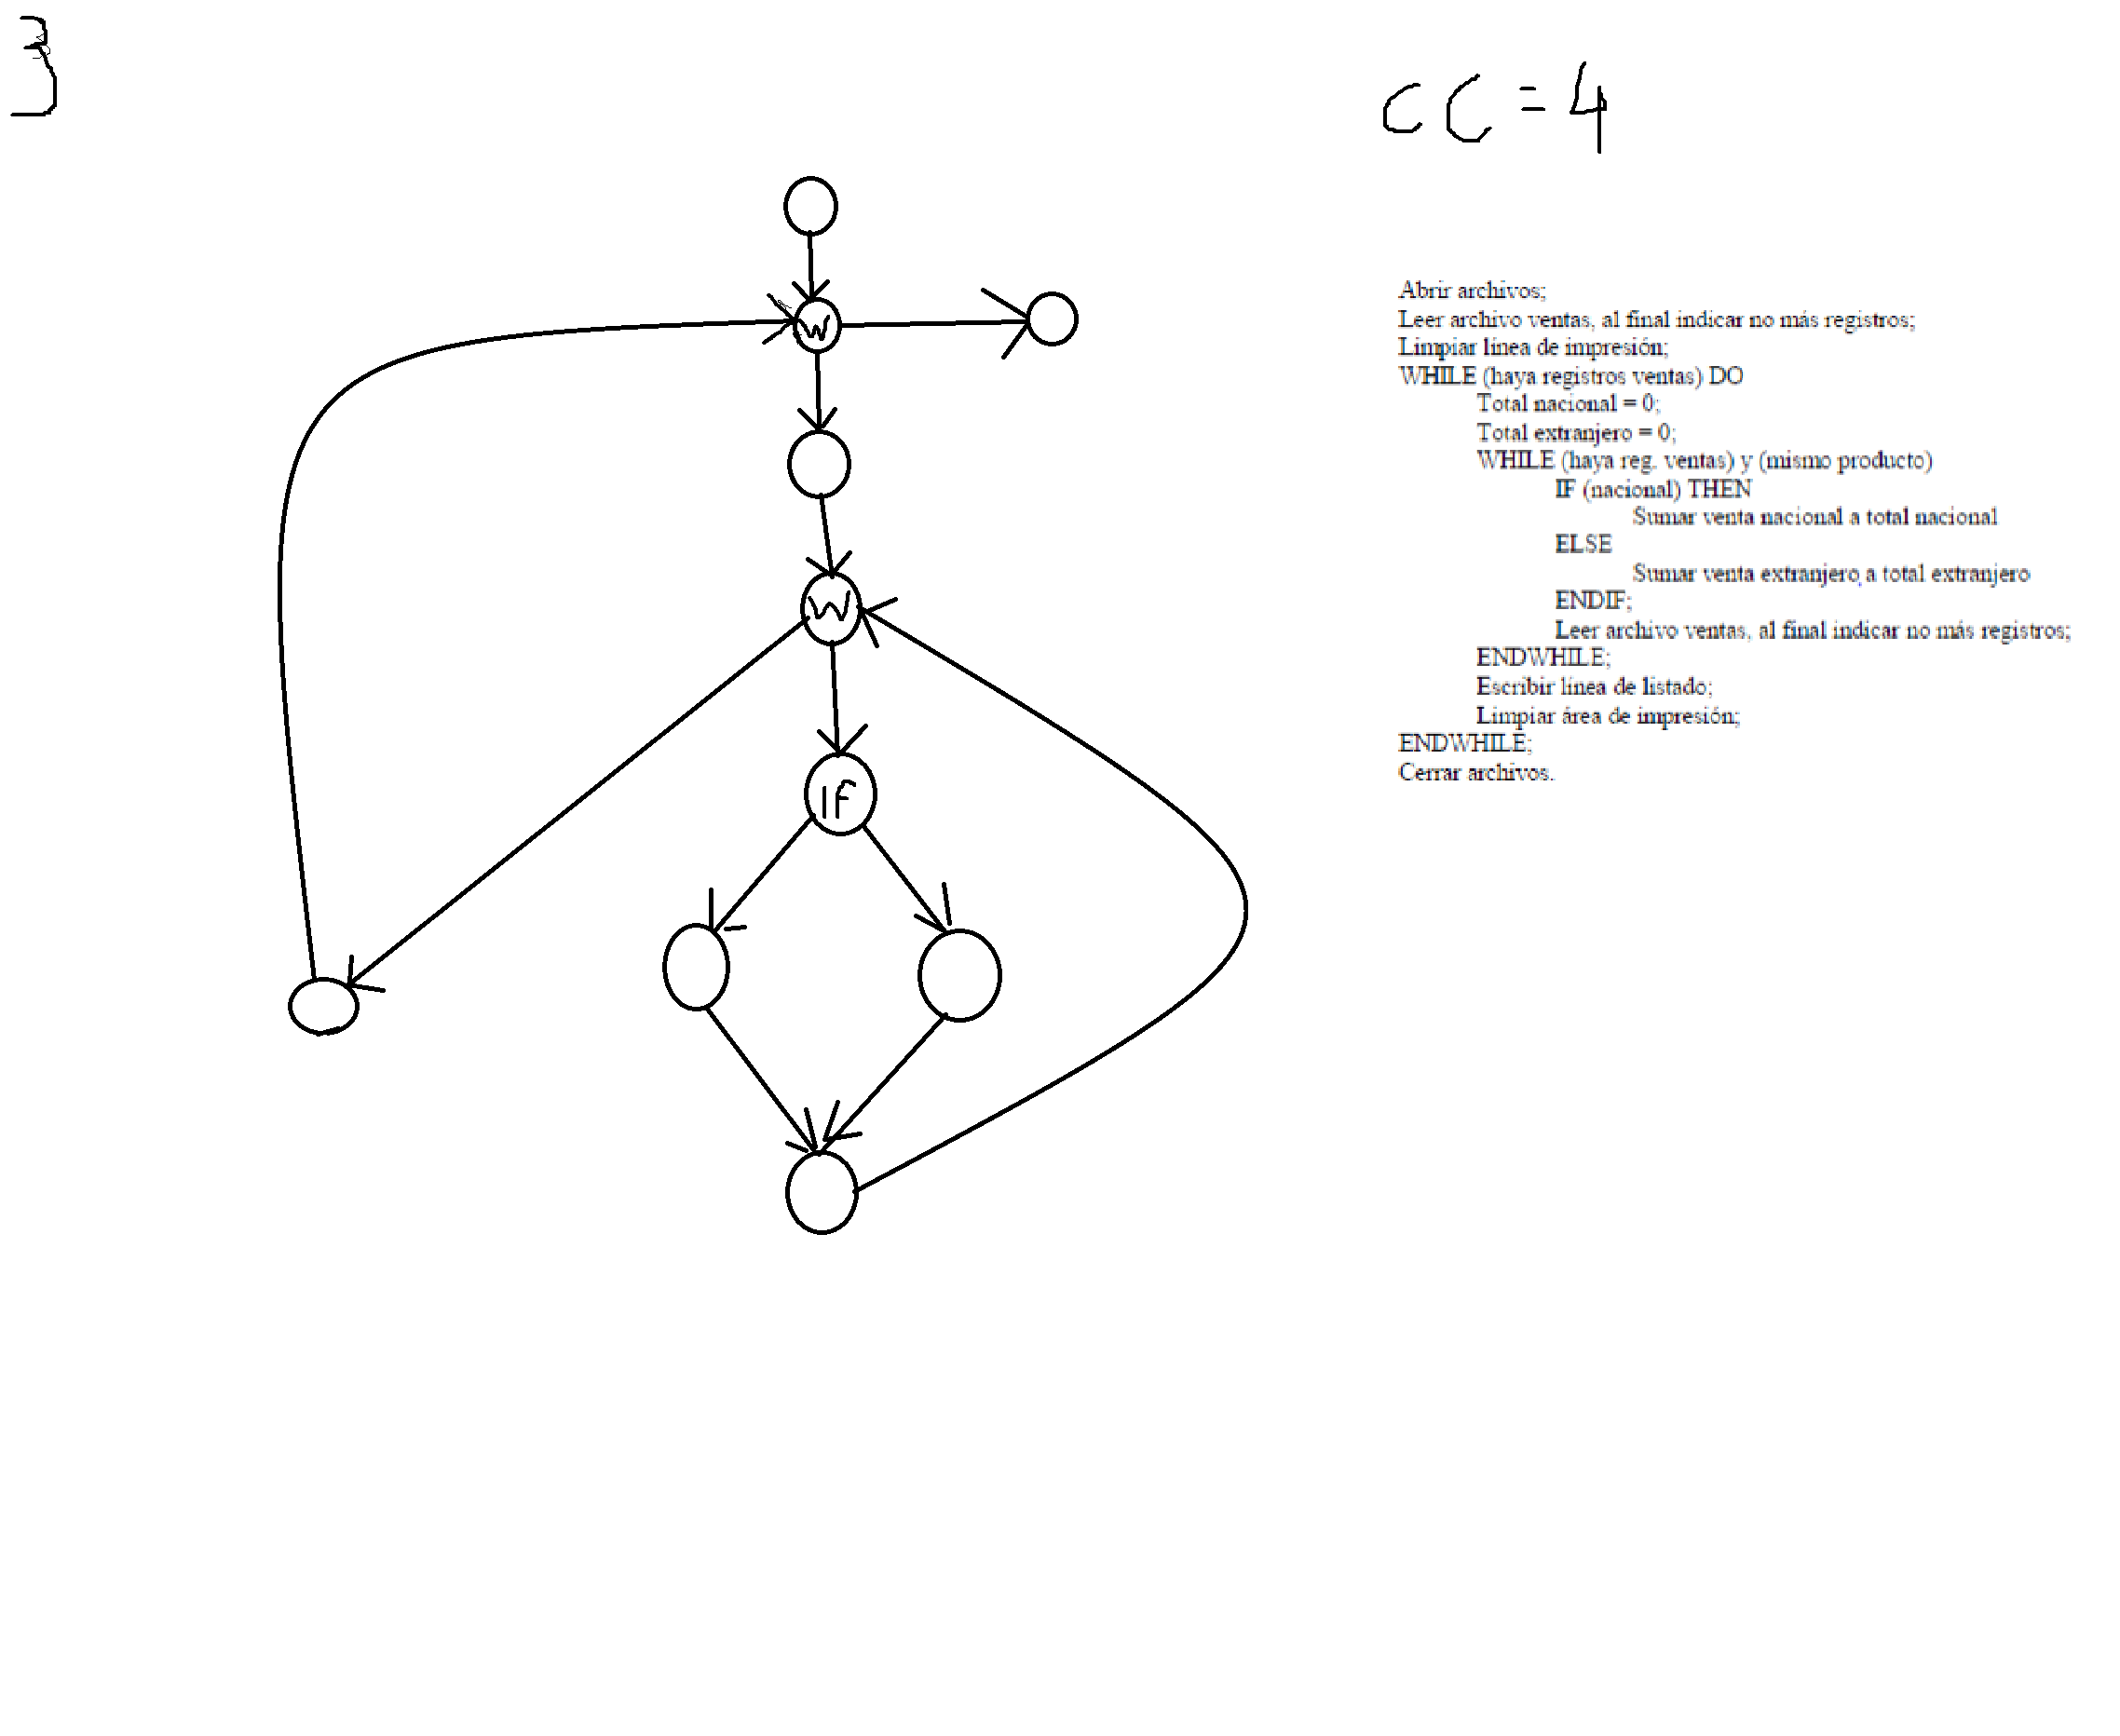 3
CC = 4
W
W
If
Abrir archivos;
Leer archivo ventas, al final indicar no más registros;
Limpiar línea de impresión;
WHILE (haya registros ventas) DO
Total nacional = 0;
Total extranjero = 0;
WHILE (haya reg. ventas) y (mismo producto)
IF (nacional) THEN
Sumar venta nacional a total nacional
ELSE
Sumar venta extranjero a total extranjero
ENDIF;
Leer archivo ventas, al final indicar no más registros;
ENDWHILE;
Escribir línea de listado;
Limpiar área de impresión;
ENDWHILE;
Cerrar archivos.